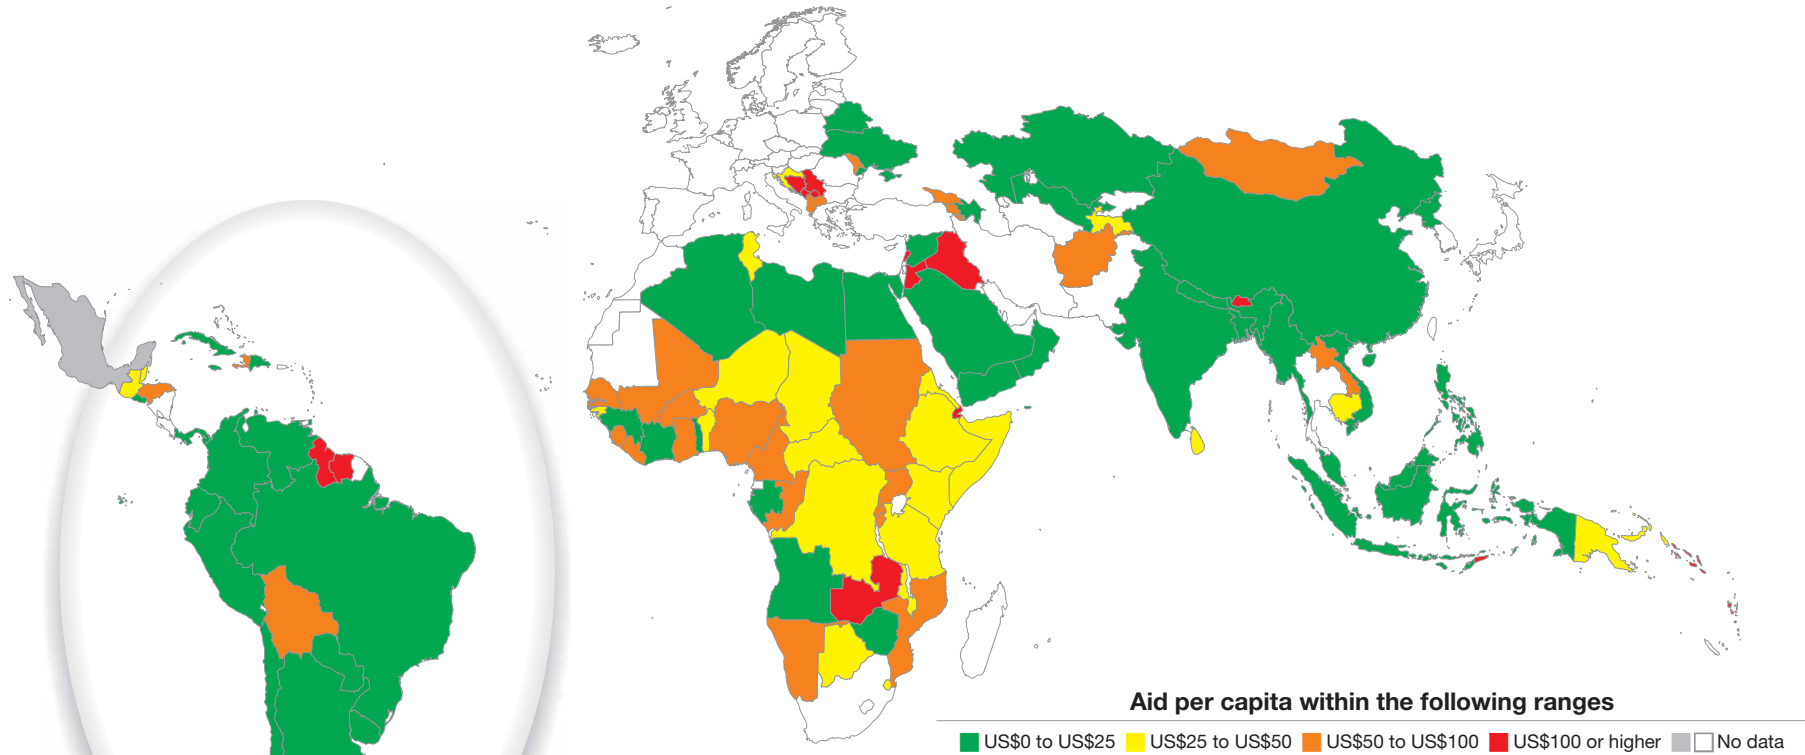 Aid per capita within the following ranges
US$0 to US$25 US$25 to US$50 US$50 to US$100 US$100 or higher No data